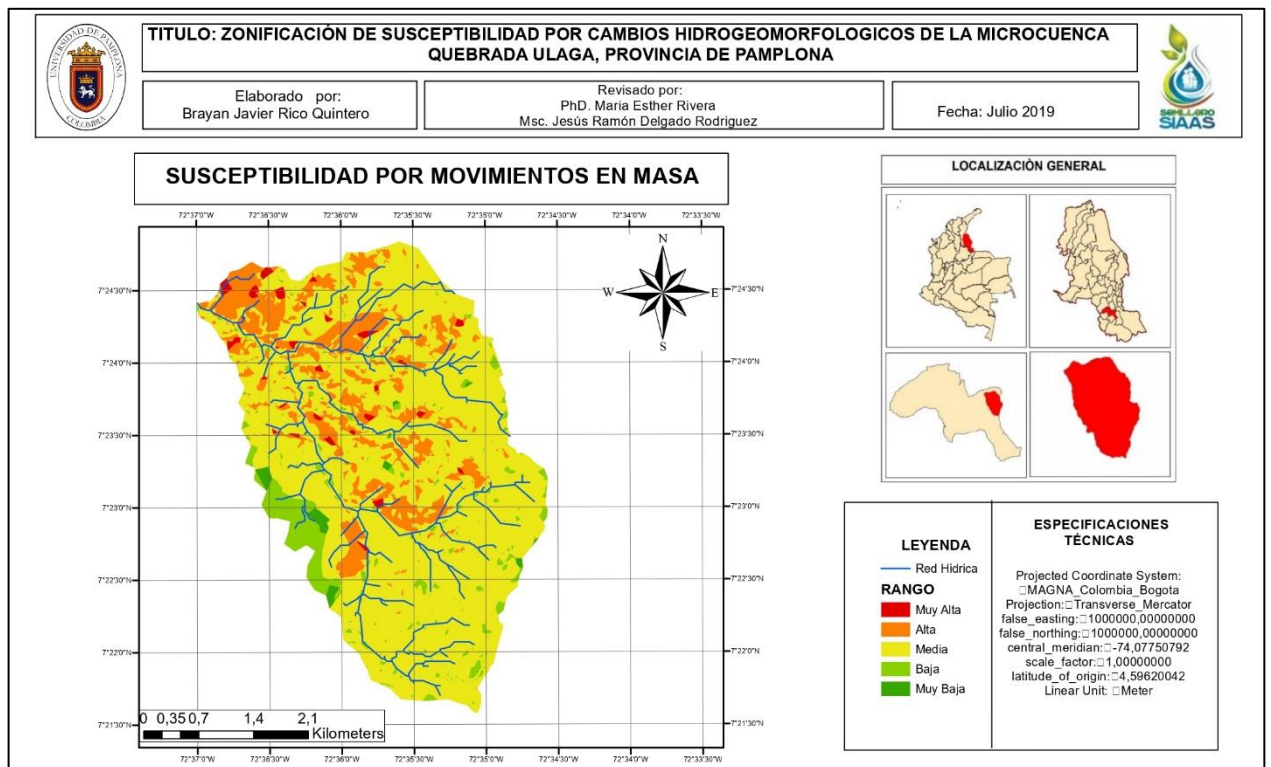 UNIVERSIDAD DE PAMPLONA
COLOMBIA
TITULO: ZONIFICACIÓN DE SUSCEPTIBILIDAD POR CAMBIOS HIDROGEOMORFOLOGICOS DE LA MICROCUENCA
QUEBRADA ULAGA, PROVINCIA DE PAMPLONA
Elaborado por:
Brayan Javier Rico Quintero
Revisado por:
PhD. Maria Esther Rivera
Msc. Jesús Ramón Delgado Rodriguez
Fecha: Julio 2019
SEMILLERO
SIAAS
SUSCEPTIBILIDAD POR MOVIMIENTOS EN MASA
72°37'0"W 72°36'30"W 72°36'0"W 72°35'30"W 72°35'0"W 72°34'30"W 72°34'0"W 72°33'30"W
7°24'30"N
7°24'0"N
7°23'30"N
7°23'0"N
7°22'30"N
7°22'0"N
7°21'30"N
N
W E
S
7°24'30"N
7°24'0"N
7°23'30"N
7°23'0"N
7°22'30"N
7°22'0"N
7°21'30"N
0 0,35 0,7 1,4 2,1
Kilometers
72°37'0"W 72°36'30"W 72°36'0"W 72°35'30"W 72°35'0"W 72°34'30"W 72°34'0"W 72°33'30"W
LOCALIZACIÒN GENERAL
LEYENDA
Red Hidrica
RANGO
Muy Alta
Alta
Media
Baja
Muy Baja
ESPECIFICACIONES
TÉCNICAS
Projected Coordinate System:
□MAGNA_Colombia_Bogota
Projection:□Transverse_Mercator
false_easting:□1000000,00000000
false_northing:□1000000,00000000
central_meridian:□-74,07750792
scale_factor:□1,00000000
latitude_of_origin:□4,59620042
Linear Unit: □Meter